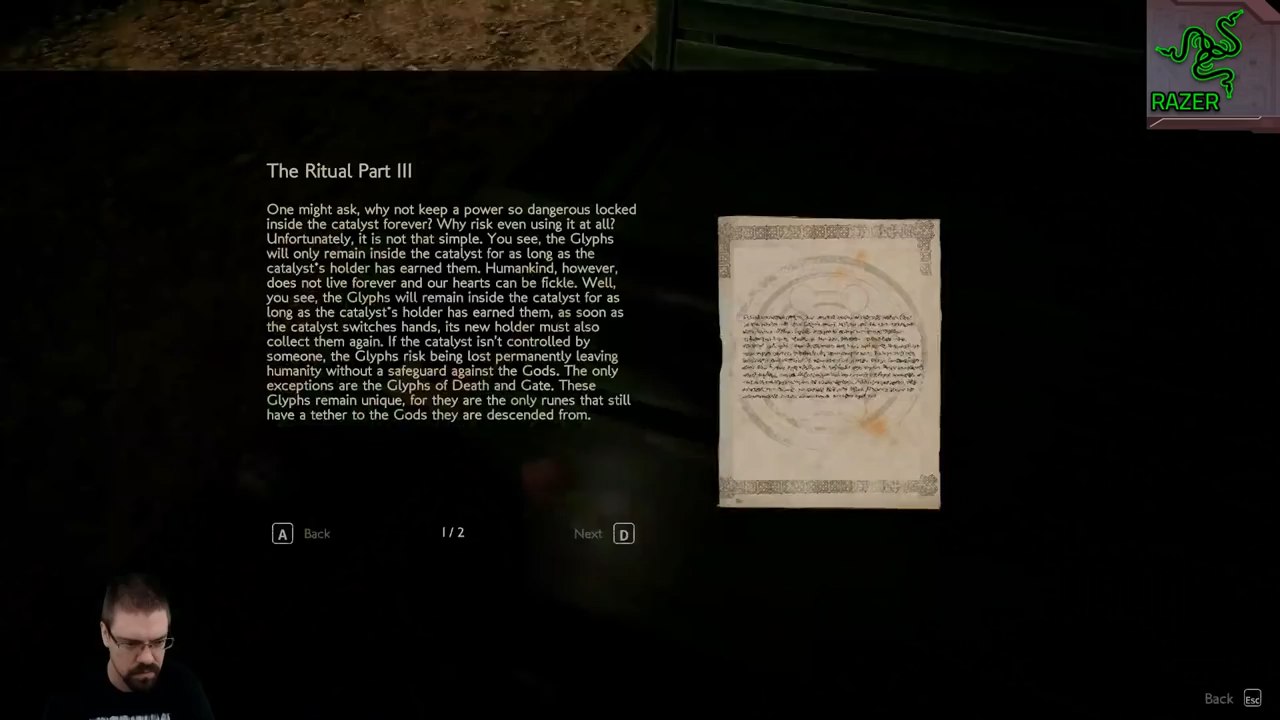 RAZER
The Ritual Part III
One might ask, why not keep a power so dangerous locked
inside the catalyst forever? Why risk even using it at all?
Unfortunately, it is not that simple. You see, the Glyphs
will only remain inside the catalyst for as long as the
catalyst"s holder has earned them. Humankind, however,
does not live forever and our hearts can be fickle. Well,
you see, the Glyphs will remain inside the catalyst for as
long as the catalyst"s holder has earned them, as soon as
the catalyst switches hands, its new holder must also
collect them again. If the catalyst isn't controlled by
someone, the Glyphs risk being lost permanently leaving
humanity without a safeguard against the Gods. The only
exceptions are the Glyphs of Death and Gate. These
Glyphs remain unique, for they are the only runes that still
have a tether to the Gods they are descended from.
A Back 1 / 2 Next D
Back Esc